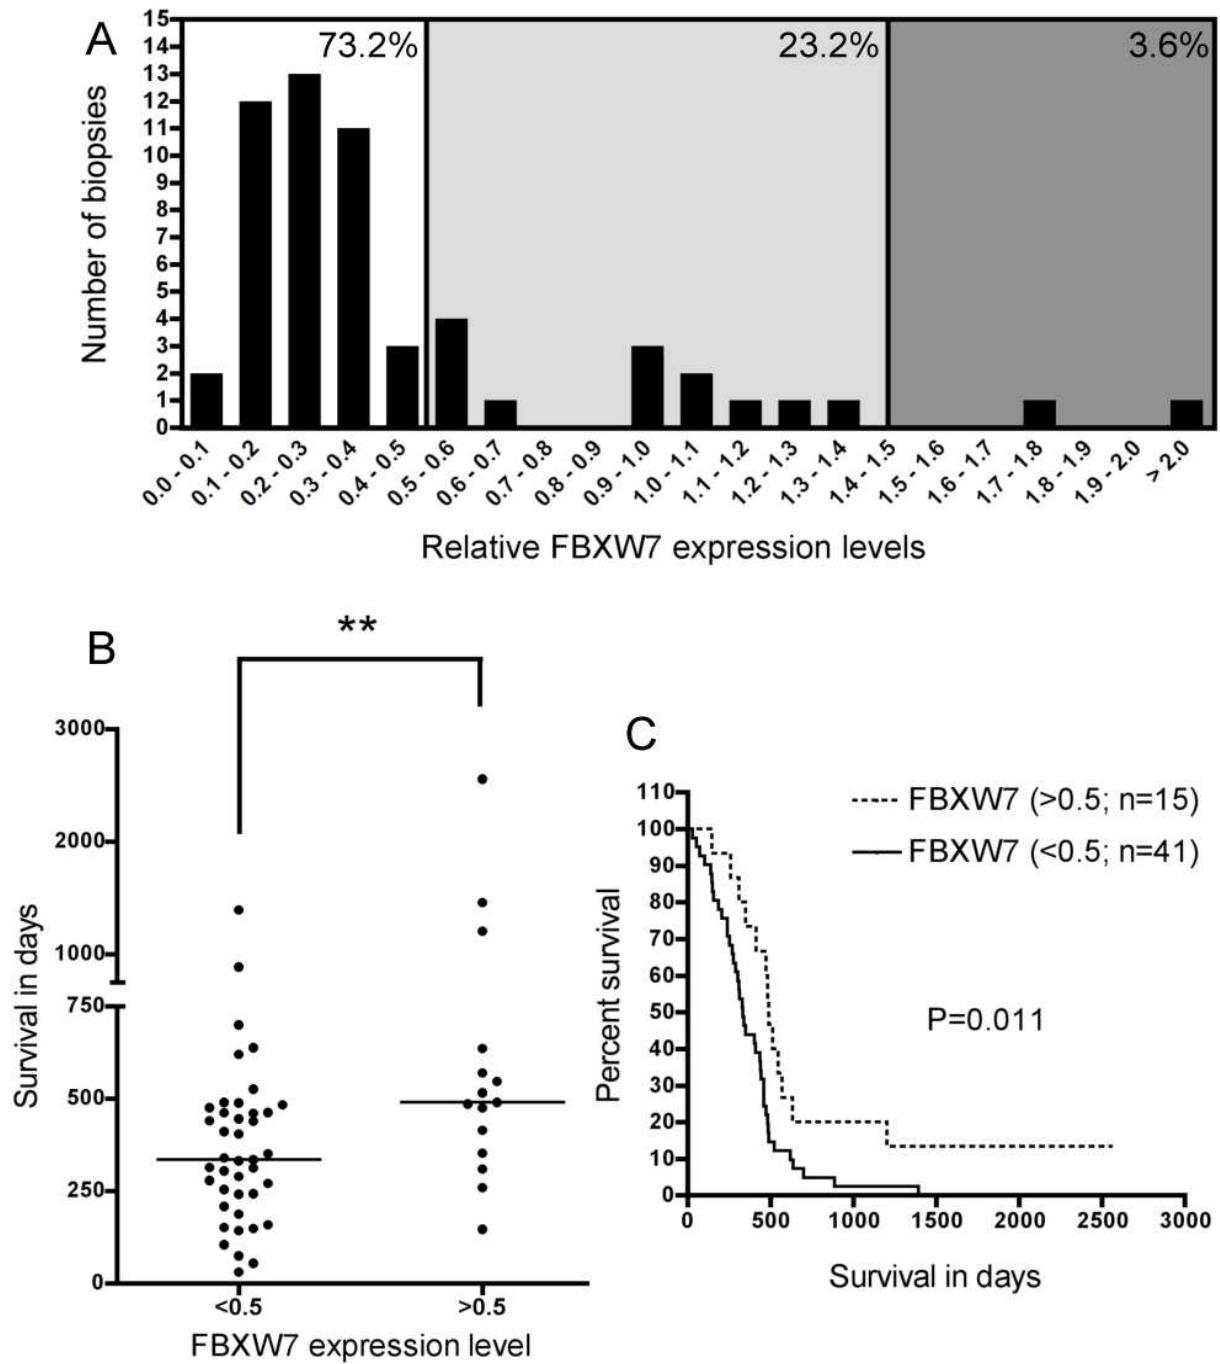 A
15
14
13
12
11
10
9
8
7
6
5
4
3
2
1
0
Number of biopsies
73.2%
23.2%
3.6%
0.0 - 0.1
0.1 - 0.2
0.2 - 0.3
0.3 - 0.4
0.4 - 0.5
0.5 - 0.6
0.6 - 0.7
0.7 - 0.8
0.8 - 0.9
0.9 - 1.0
1.0 - 1.1
1.1 - 1.2
1.2 - 1.3
1.3 - 1.4
1.4 - 1.5
1.5 - 1.6
1.6 - 1.7
1.7 - 1.8
1.8 - 1.9
1.9 - 2.0
> 2.0
Relative FBXW7 expression levels
B
**
3000
2000
1000
750
500
250
0
Survival in days
<0.5
>0.5
FBXW7 expression level
C
110
100
90
80
70
60
50
40
30
20
10
0
Percent survival
FBXW7 (>0.5; n=15)
FBXW7 (<0.5; n=41)
P=0.011
0
500
1000
1500
2000
2500
3000
Survival in days